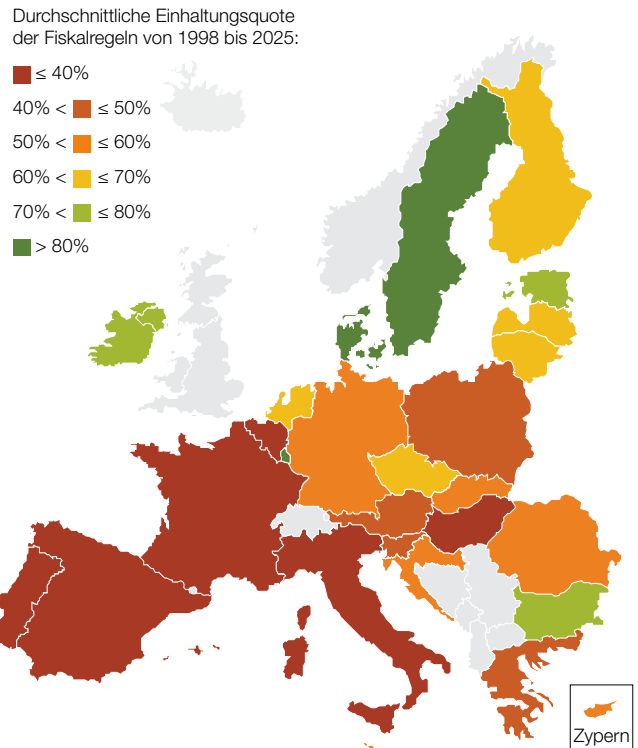 Durchschnittliche Einhaltungsquote
der Fiskalregeln von 1998 bis 2025:
≤ 40%
40% < ≤ 50%
50% < ≤ 60%
60% < ≤ 70%
70% < ≤ 80%
> 80%
Zypern